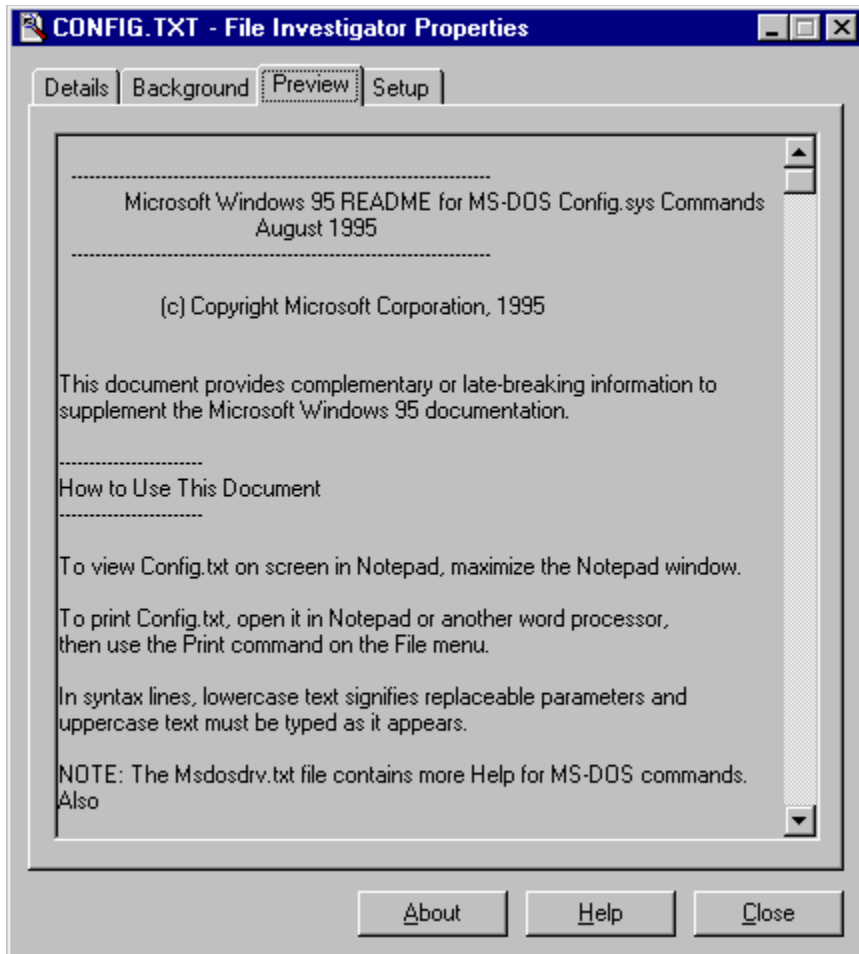 CONFIG.TXT - File Investigator Properties
Details Background Preview Setup
----------------------------------------------------------------------
Microsoft Windows 95 README for MS-DOS Config.sys Commands
August 1995
----------------------------------------------------------------------
(c) Copyright Microsoft Corporation, 1995
This document provides complementary or late-breaking information to
supplement the Microsoft Windows 95 documentation.
------------------------
How to Use This Document
------------------------
To view Config.txt on screen in Notepad, maximize the Notepad window.
To print Config.txt, open it in Notepad or another word processor,
then use the Print command on the File menu.
In syntax lines, lowercase text signifies replaceable parameters and
uppercase text must be typed as it appears.
NOTE: The Msdosdrv.txt file contains more Help for MS-DOS commands.
Also
About Help Close